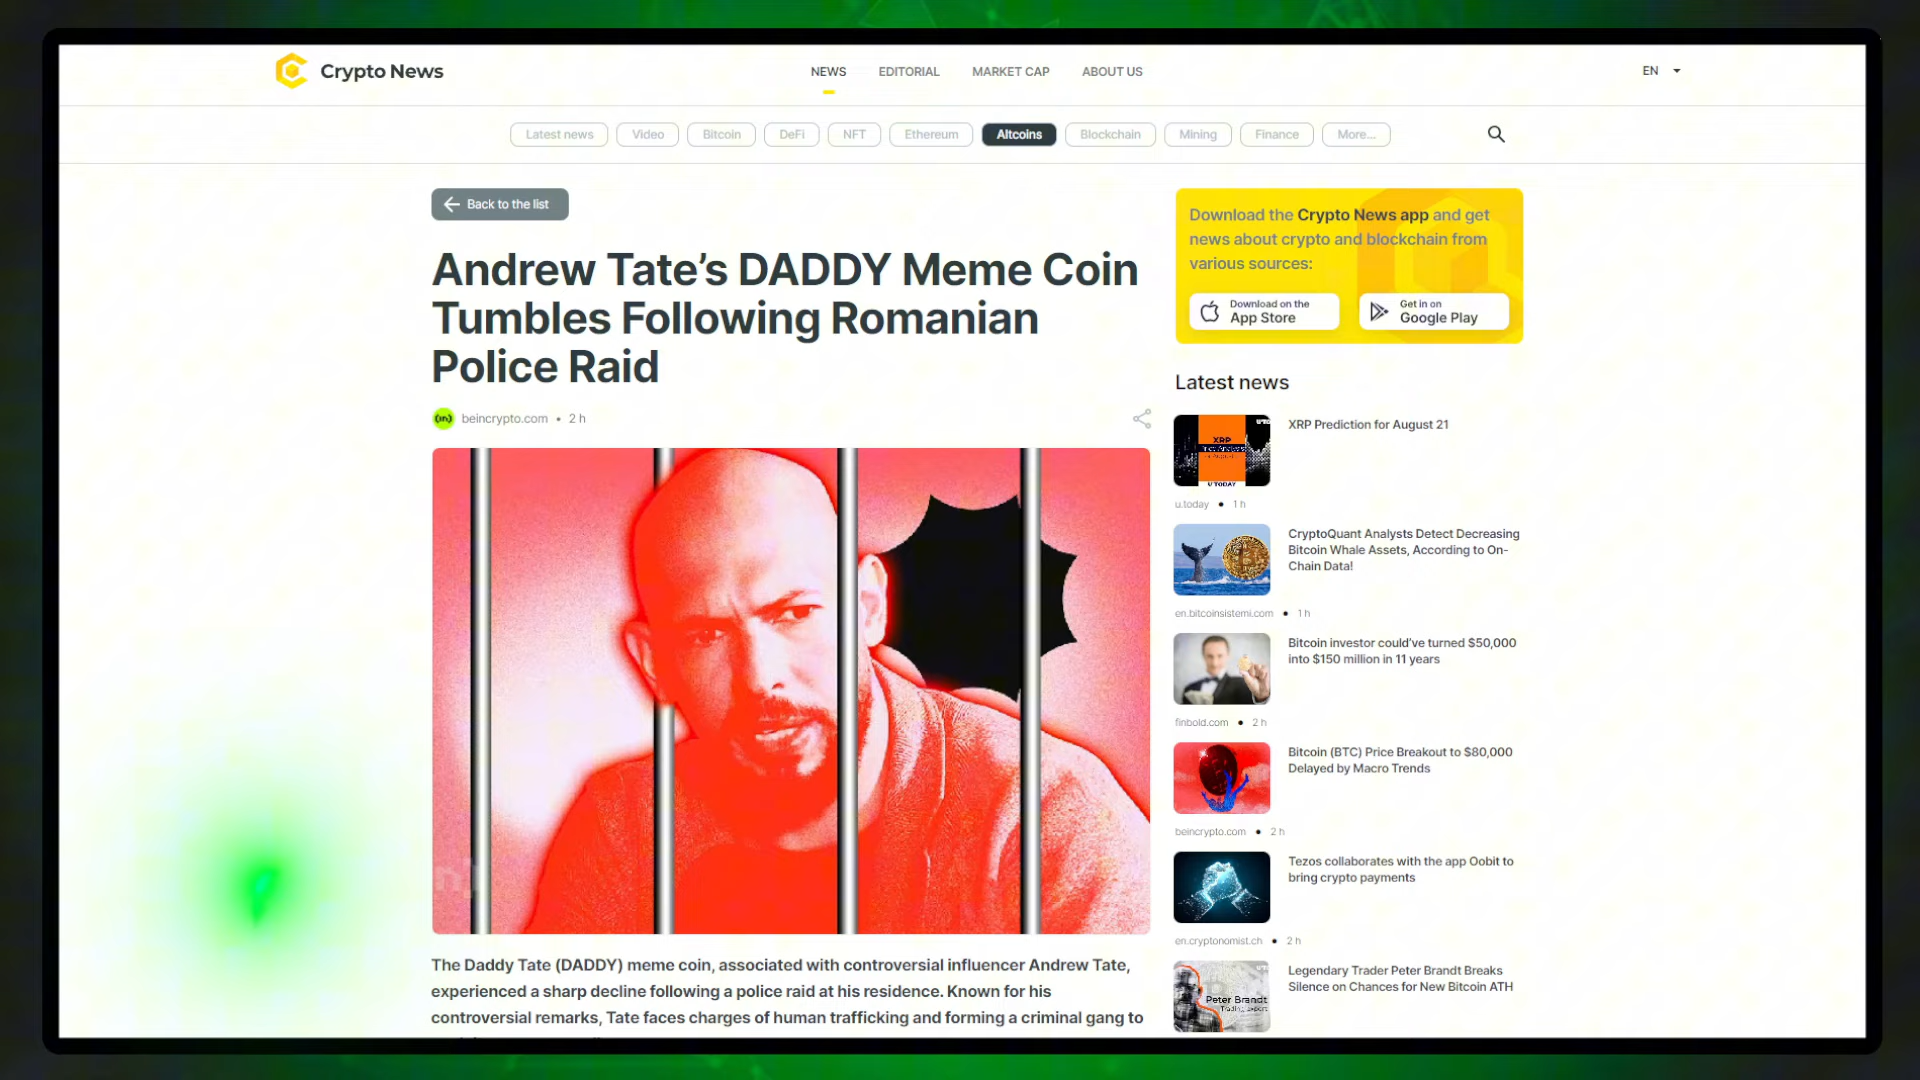 Crypto News
NEWS
EDITORIAL
MARKET CAP
ABOUT US
EN
Latest news
Video
Bitcoin
DeFi
NFT
Ethereum
Altcoins
Blockchain
Mining
Finance
More...
Back to the list
Andrew Tate’s DADDY Meme Coin
Tumbles Following Romanian
Police Raid
(in) beincrypto.com • 2 h
The Daddy Tate (DADDY) meme coin, associated with controversial influencer Andrew Tate,
experienced a sharp decline following a police raid at his residence. Known for his
controversial remarks, Tate faces charges of human trafficking and forming a criminal gang to
Download the Crypto News app and get
news about crypto and blockchain from
various sources:
Download on the
App Store
Get in on
Google Play
Latest news
XRP
U TODAY
XRP Prediction for August 21
u.today • 1 h
CryptoQuant Analysts Detect Decreasing
Bitcoin Whale Assets, According to On-
Chain Data!
en.bitcoinsistemi.com • 1 h
Bitcoin investor could’ve turned $50,000
into $150 million in 11 years
finbold.com • 2 h
Bitcoin (BTC) Price Breakout to $80,000
Delayed by Macro Trends
beincrypto.com • 2 h
Tezos collaborates with the app Oobit to
bring crypto payments
en.cryptonomist.ch • 2 h
Peter Brandt
Trading expert
Legendary Trader Peter Brandt Breaks
Silence on Chances for New Bitcoin ATH